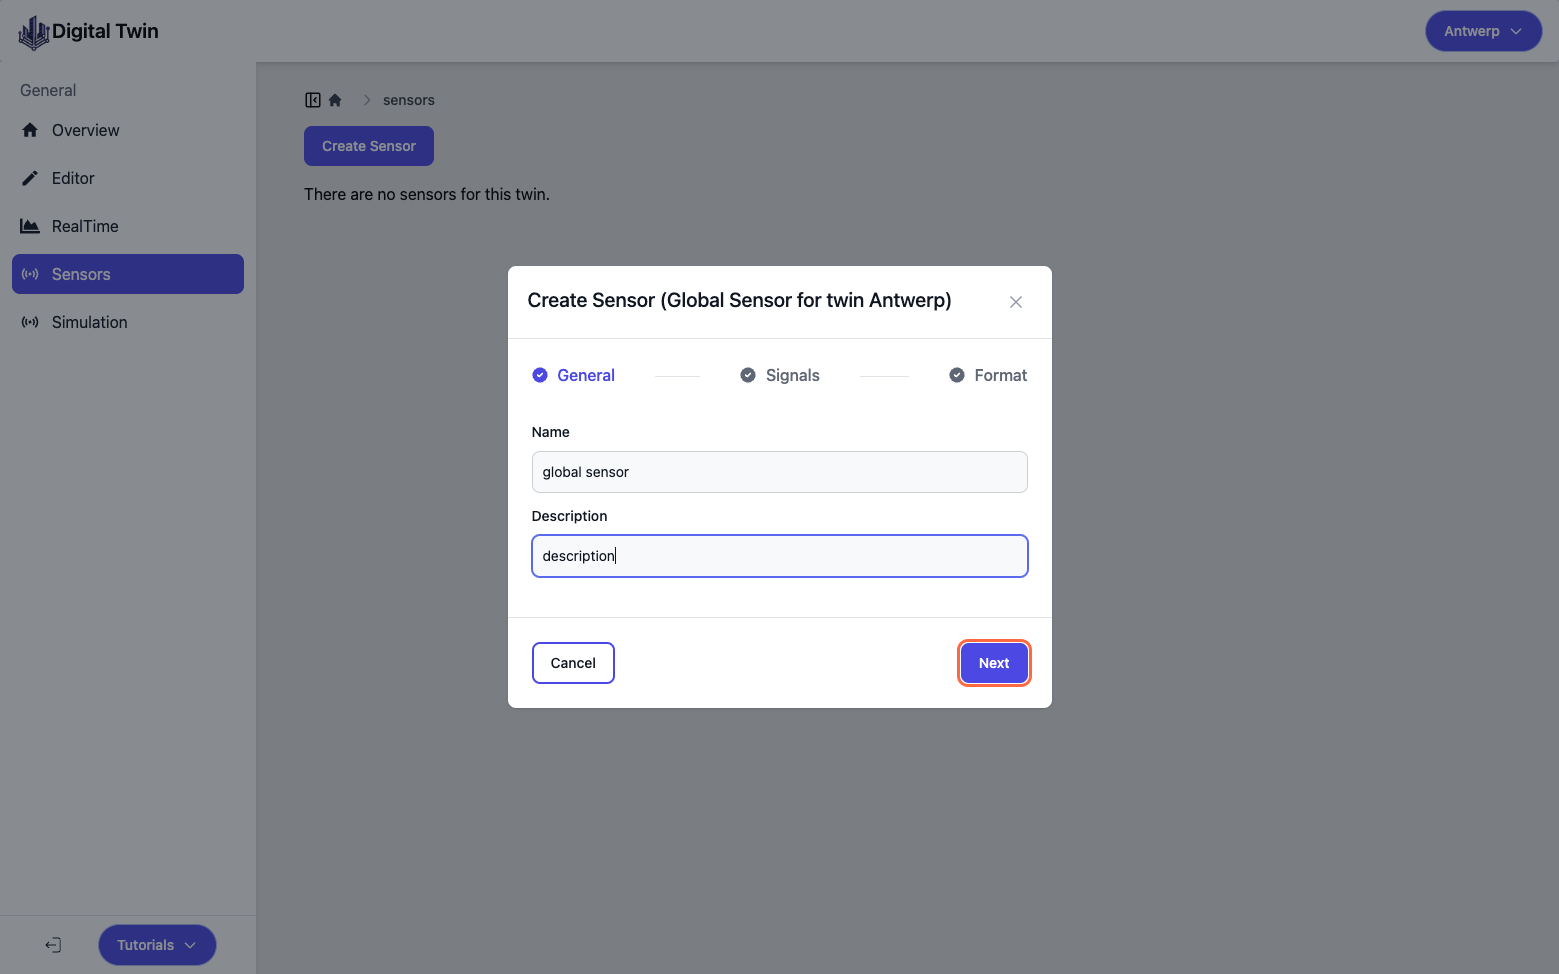 Digital Twin
Antwerp
General
Overview
Editor
RealTime
Sensors
Simulation
sensors
Create Sensor
There are no sensors for this twin.
Create Sensor (Global Sensor for twin Antwerp)
General
Signals
Format
Name
global sensor
Description
description
Cancel
Next
Tutorials